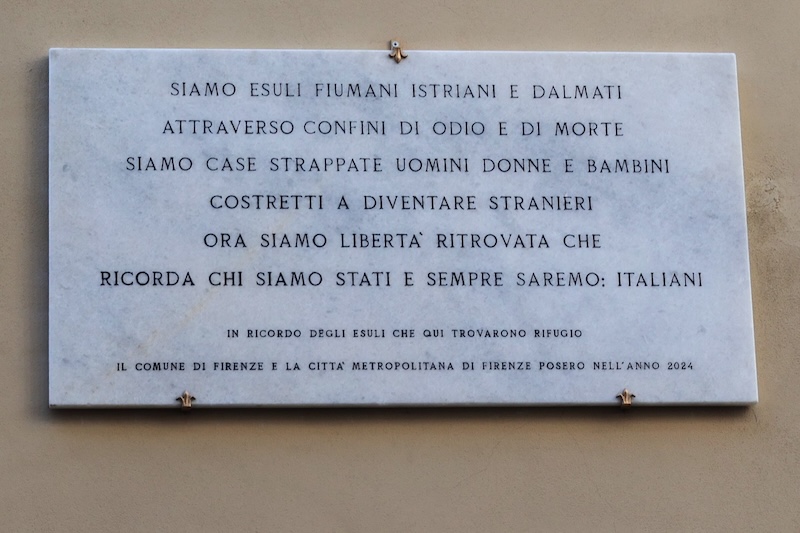 SIAMO ESULI FIUMANI ISTRIANI E DALMATI
ATTRAVERSO CONFINI DI ODIO E DI MORTE
SIAMO CASE STRAPPATE UOMINI DONNE E BAMBINI
COSTRETTI A DIVENTARE STRANIERI
ORA SIAMO LIBERTA' RITROVATA CHE
RICORDA CHI SIAMO STATI E SEMPRE SAREMO: ITALIANI
IN RICORDO DEGLI ESULI CHE QUI TROVARONO RIFUGIO
IL COMUNE DI FIRENZE E LA CITTA' METROPOLITANA DI FIRENZE POSERO NELL'ANNO 2024